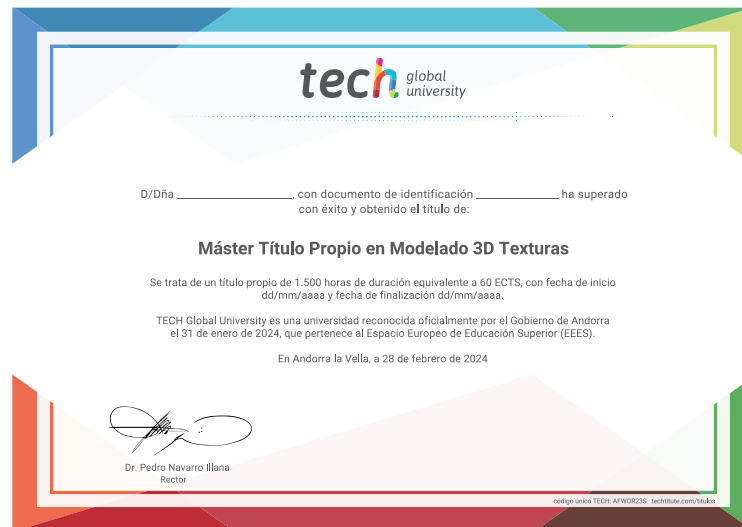 tech global university
D/Dña ____________________, con documento de identificación ______________ ha superado
con éxito y obtenido el título de:
Máster Título Propio en Modelado 3D Texturas
Se trata de un título propio de 1.500 horas de duración equivalente a 60 ECTS, con fecha de inicio
dd/mm/aaaa y fecha de finalización dd/mm/aaaa.
TECH Global University es una universidad reconocida oficialmente por el Gobierno de Andorra
el 31 de enero de 2024, que pertenece al Espacio Europeo de Educación Superior (EEES).
En Andorra la Vella, a 28 de febrero de 2024
Dr. Pedro Navarro Illana
Rector
código único TECH: AFWOR23S techtitute.com/titulos